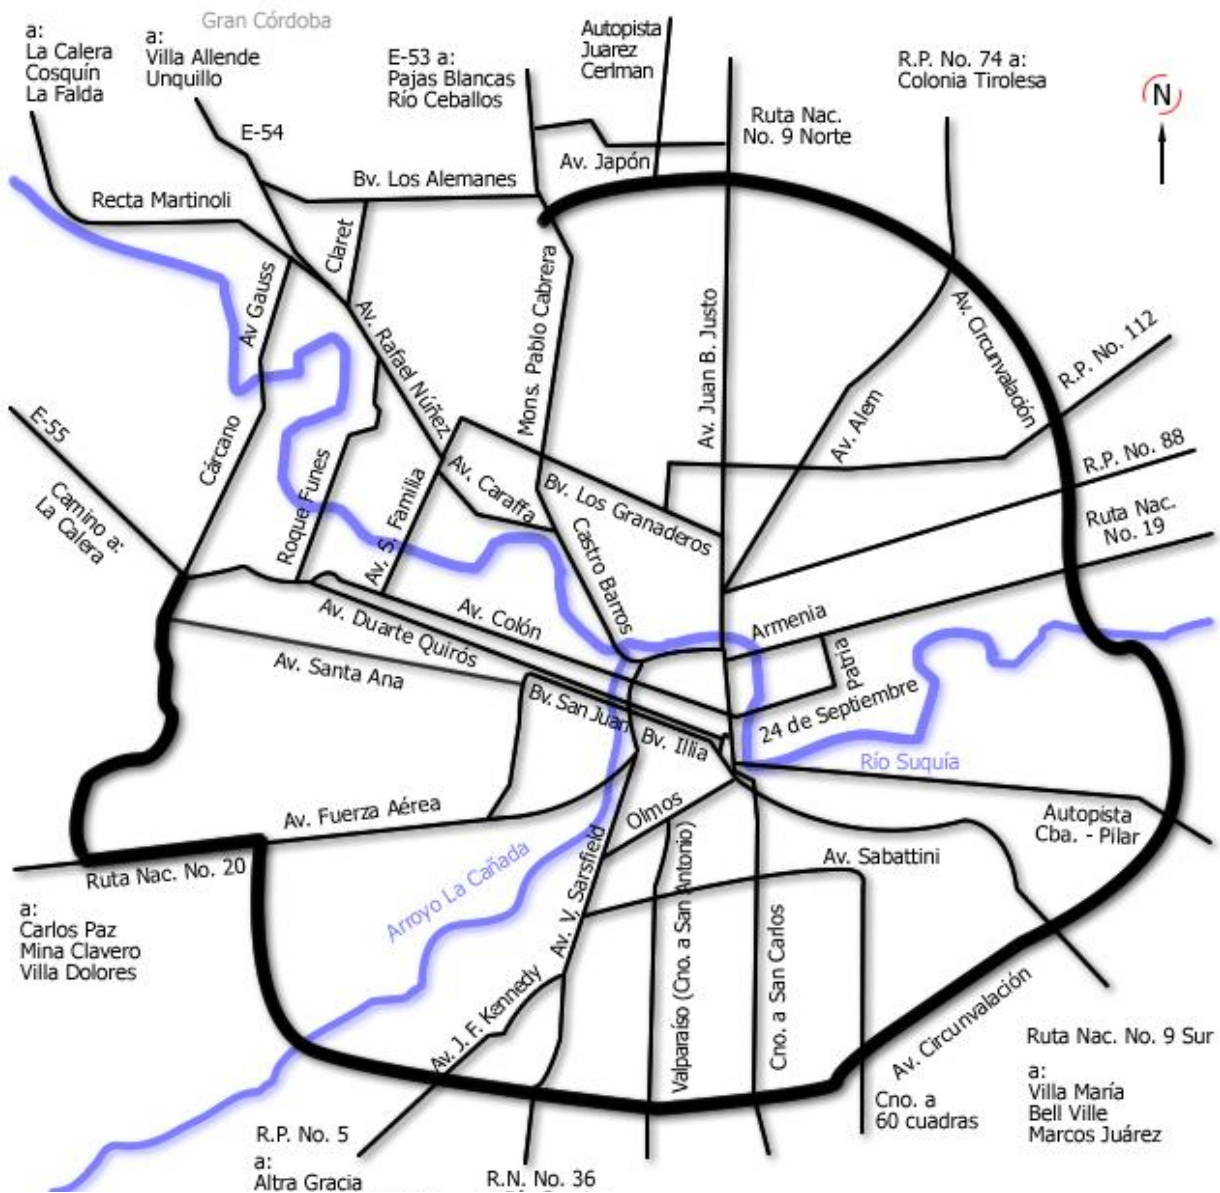 Gran Córdoba
a:
La Calera
Cosquín
La Falda
a:
Villa Allende
Unquillo
E-53 a:
Pajas Blancas
Río Ceballos
Autopista
Juarez
Cerlman
R.P. No. 74 a:
Colonia Tirolesa
N
Ruta Nac.
No. 9 Norte
E-54
Av. Japón
Bv. Los Alemanes
Recta Martinoli
Claret
Av Gauss
Mons. Pablo Cabrera
Av. Juan B. Justo
Av. Circunvalación
R.P. No. 112
Av. Rafael Núñez
Av. Alem
E-55
Cárcano
R.P. No. 88
Camino a:
La Calera
Roque Funes
Av. S. Familia
Av. Caraffa
Bv. Los Granaderos
Castro Barros
Ruta Nac.
No. 19
Av. Duarte Quirós
Av. Colón
Armenia
Patria
Av. Santa Ana
Bv. San Juan
Bv. Illia
24 de Septiembre
Río Suquía
Av. Fuerza Aérea
Olmos
Autopista
Cba. - Pilar
Av. Sabattini
Ruta Nac. No. 20
Arroyo La Cañada
Av. V. Sarsfield
Valparaíso (Cno. a San Antonio)
Cno. a San Carlos
a:
Carlos Paz
Mina Clavero
Villa Dolores
Av. J. F. Kennedy
Av. Circunvalación
Ruta Nac. No. 9 Sur
a:
Villa María
Bell Ville
Marcos Juárez
Cno. a
60 cuadras
R.P. No. 5
a:
Altra Gracia
R.N. No. 36